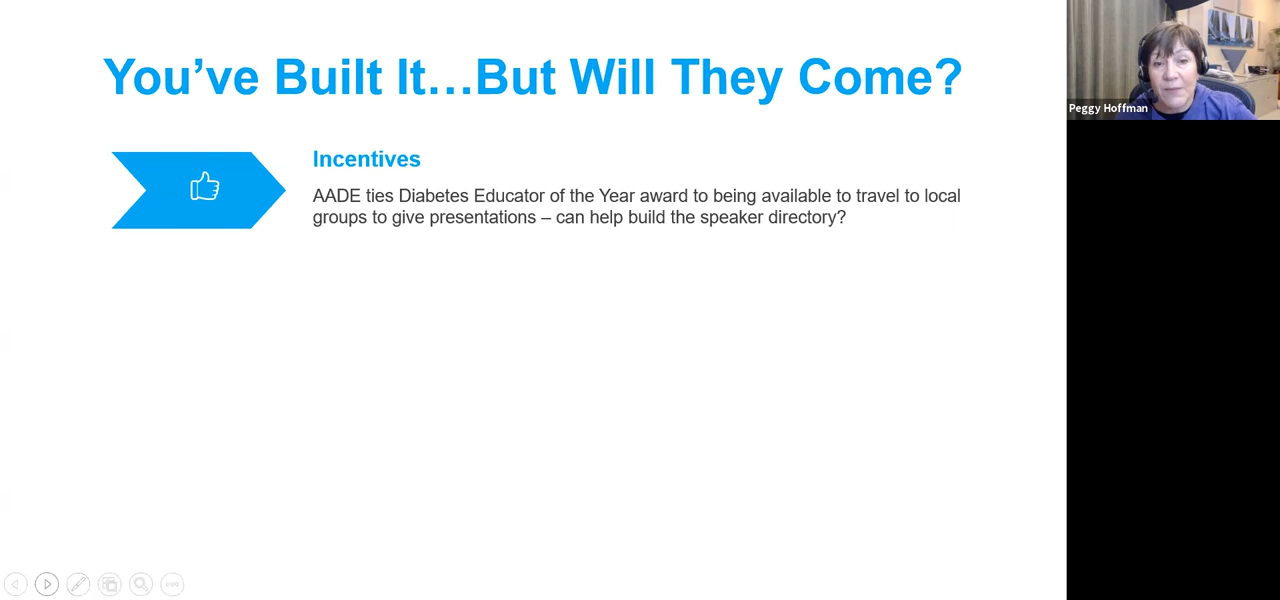 You’ve Built It…But Will They Come?
Incentives
AADE ties Diabetes Educator of the Year award to being available to travel to local
groups to give presentations – can help build the speaker directory?
Peggy Hoffman